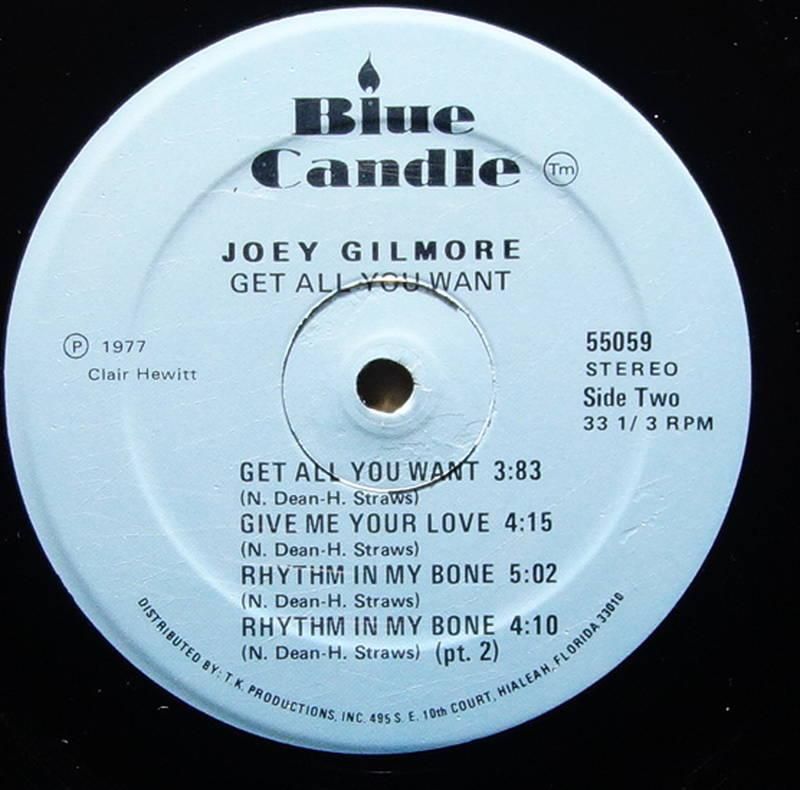 Blue
Candle Tm
JOEY GILMORE
GET ALL YOU WANT
Ⓟ 1977
Clair Hewitt
55059
STEREO
Side Two
33 1/3 RPM
GET ALL YOU WANT 3:83
(N. Dean-H. Straws)
GIVE ME YOUR LOVE 4:15
(N. Dean-H. Straws)
RHYTHM IN MY BONE 5:02
(N. Dean-H. Straws)
RHYTHM IN MY BONE 4:10
(N. Dean-H. Straws) (pt. 2)
DISTRIBUTED BY: T.K. PRODUCTIONS, INC. 495 S. E. 10th COURT, HIALEAH, FLORIDA 33010